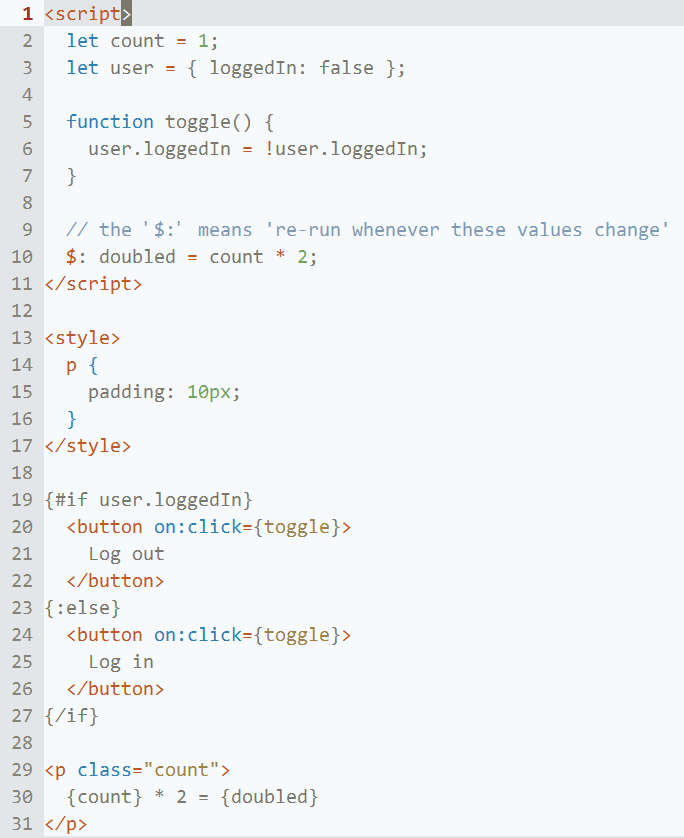 1 <script>
2   let count = 1;
3   let user = { loggedIn: false };
4
5   function toggle() {
6     user.loggedIn = !user.loggedIn;
7   }
8
9   // the '$:' means 're-run whenever these values change'
10   $: doubled = count * 2;
11 </script>
12
13 <style>
14   p {
15     padding: 10px;
16   }
17 </style>
18
19 {#if user.loggedIn}
20   <button on:click={toggle}>
21     Log out
22   </button>
23 {:else}
24   <button on:click={toggle}>
25     Log in
26   </button>
27 {/if}
28
29 <p class="count">
30   {count} * 2 = {doubled}
31 </p>